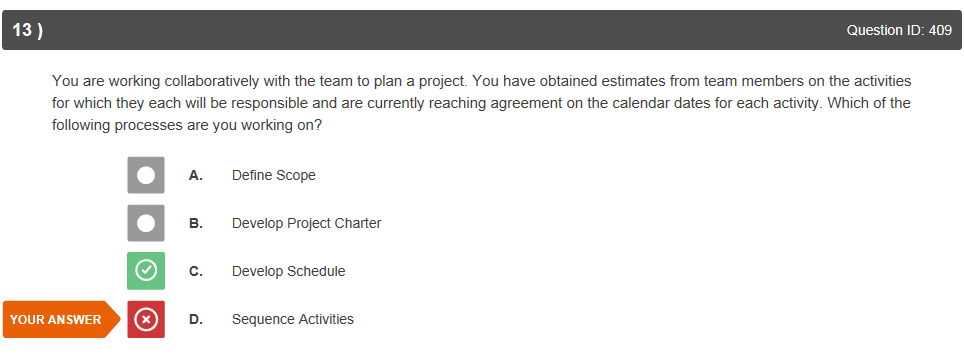 13 ) Question ID: 409
You are working collaboratively with the team to plan a project. You have obtained estimates from team members on the activities
for which they each will be responsible and are currently reaching agreement on the calendar dates for each activity. Which of the
following processes are you working on?
A. Define Scope
B. Develop Project Charter
C. Develop Schedule
YOUR ANSWER D. Sequence Activities